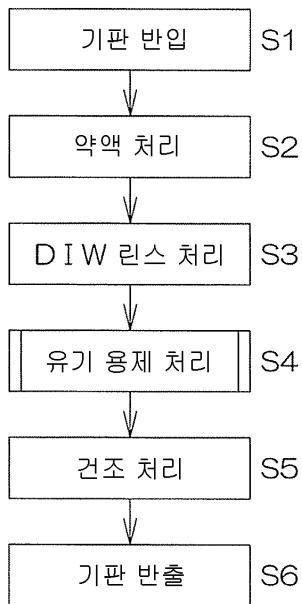 기판 반입 S1
약액 처리 S2
DIW 린스 처리 S3
유기 용제 처리 S4
건조 처리 S5
기판 반출 S6